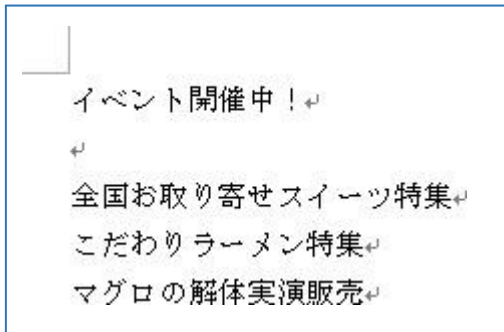 イベント開催中！
全国お取り寄せスイーツ特集
こだわりラーメン特集
マグロの解体実演販売